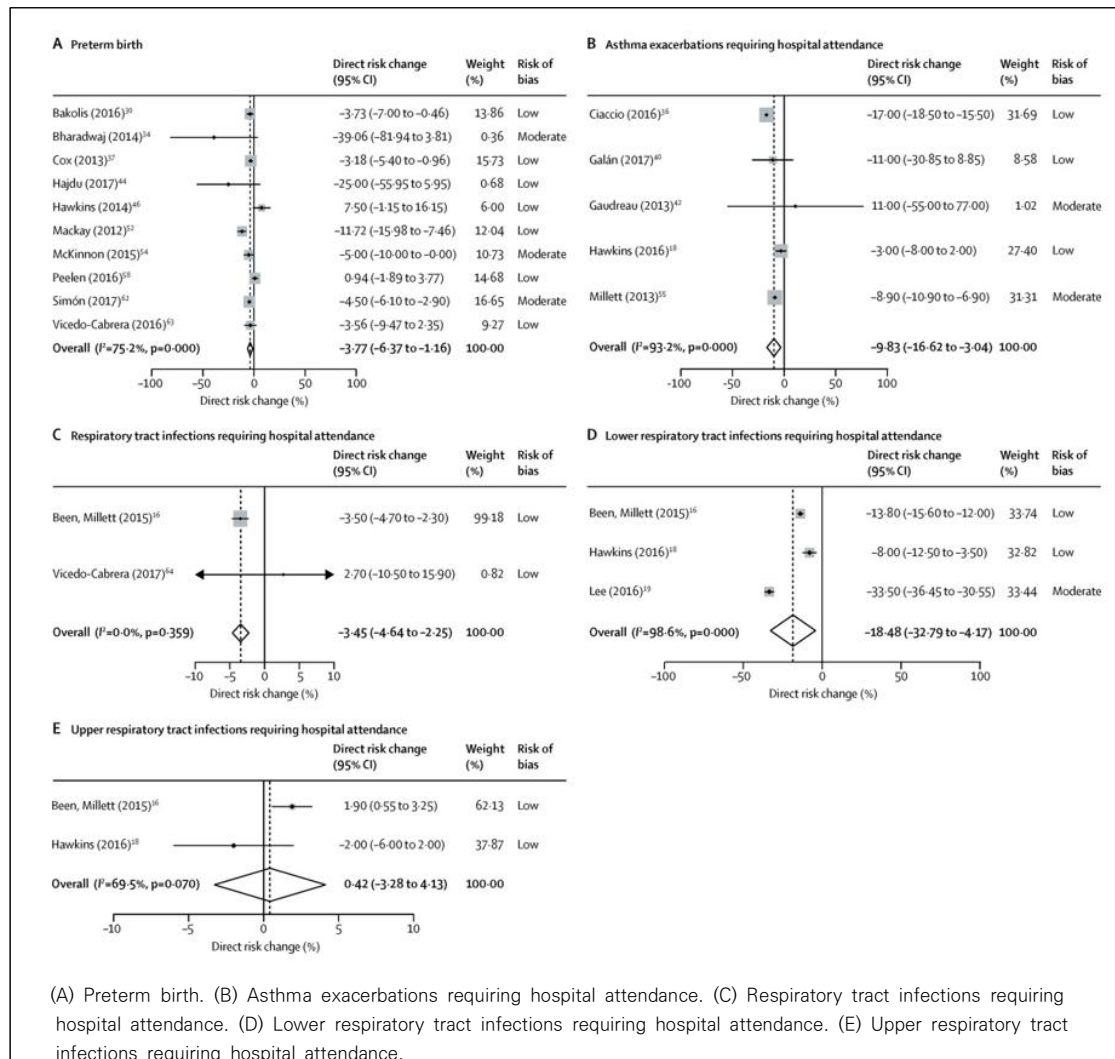 A Preterm birth
Direct risk change (95% CI) Weight (%) Risk of bias
Bakolis (2016)³⁰ −3·73 (−7·00 to −0·46) 13·86 Low
Bharadwaj (2014)³⁴ −39·06 (−81·94 to 3·81) 0·36 Moderate
Cox (2013)³⁷ −3·18 (−5·40 to −0·96) 15·73 Low
Hajdu (2017)⁴⁴ −25·00 (−55·95 to 5·95) 0·68 Low
Hawkins (2014)⁴⁶ 7·50 (−1·15 to 16·15) 6·00 Low
Mackay (2012)⁵² −11·72 (−15·98 to −7·46) 12·04 Low
McKinnon (2015)⁵⁴ −5·00 (−10·00 to −0·00) 10·73 Moderate
Peelen (2016)⁵⁸ 0·94 (−1·89 to 3·77) 14·68 Low
Simón (2017)⁶² −4·50 (−6·10 to −2·90) 16·65 Moderate
Vicedo-Cabrera (2016)⁶³ −3·56 (−9·47 to 2·35) 9·27 Low
Overall (I²=75·2%, p=0·000) −3·77 (−6·37 to −1·16) 100·00
−100 −50 0 50 100
Direct risk change (%)
B Asthma exacerbations requiring hospital attendance
Direct risk change (95% CI) Weight (%) Risk of bias
Ciaccio (2016)³⁶ −17·00 (−18·50 to −15·50) 31·69 Low
Galán (2017)⁴⁰ −11·00 (−30·85 to 8·85) 8·58 Low
Gaudreau (2013)⁴² 11·00 (−55·00 to 77·00) 1·02 Moderate
Hawkins (2016)¹⁸ −3·00 (−8·00 to 2·00) 27·40 Low
Millett (2013)⁵⁵ −8·90 (−10·90 to −6·90) 31·31 Moderate
Overall (I²=93·2%, p=0·000) −9·83 (−16·62 to −3·04) 100·00
−100 −50 0 50 100
Direct risk change (%)
C Respiratory tract infections requiring hospital attendance
Direct risk change (95% CI) Weight (%) Risk of bias
Been, Millett (2015)¹⁶ −3·50 (−4·70 to −2·30) 99·18 Low
Vicedo-Cabrera (2017)⁶⁴ 2·70 (−10·50 to 15·90) 0·82 Low
Overall (I²=0·0%, p=0·359) −3·45 (−4·64 to −2·25) 100·00
−10 −5 0 5 10
Direct risk change (%)
D Lower respiratory tract infections requiring hospital attendance
Direct risk change (95% CI) Weight (%) Risk of bias
Been, Millett (2015)¹⁶ −13·80 (−15·60 to −12·00) 33·74 Low
Hawkins (2016)¹⁸ −8·00 (−12·50 to −3·50) 32·82 Low
Lee (2016)¹⁹ −33·50 (−36·45 to −30·55) 33·44 Moderate
Overall (I²=98·6%, p=0·000) −18·48 (−32·79 to −4·17) 100·00
−100 −50 0 50 100
Direct risk change (%)
E Upper respiratory tract infections requiring hospital attendance
Direct risk change (95% CI) Weight (%) Risk of bias
Been, Millett (2015)¹⁶ 1·90 (0·55 to 3·25) 62·13 Low
Hawkins (2016)¹⁸ −2·00 (−6·00 to 2·00) 37·87 Low
Overall (I²=69·5%, p=0·070) 0·42 (−3·28 to 4·13) 100·00
−10 −5 0 5 10
Direct risk change (%)
(A) Preterm birth. (B) Asthma exacerbations requiring hospital attendance. (C) Respiratory tract infections requiring
hospital attendance. (D) Lower respiratory tract infections requiring hospital attendance. (E) Upper respiratory tract
infections requiring hospital attendance.